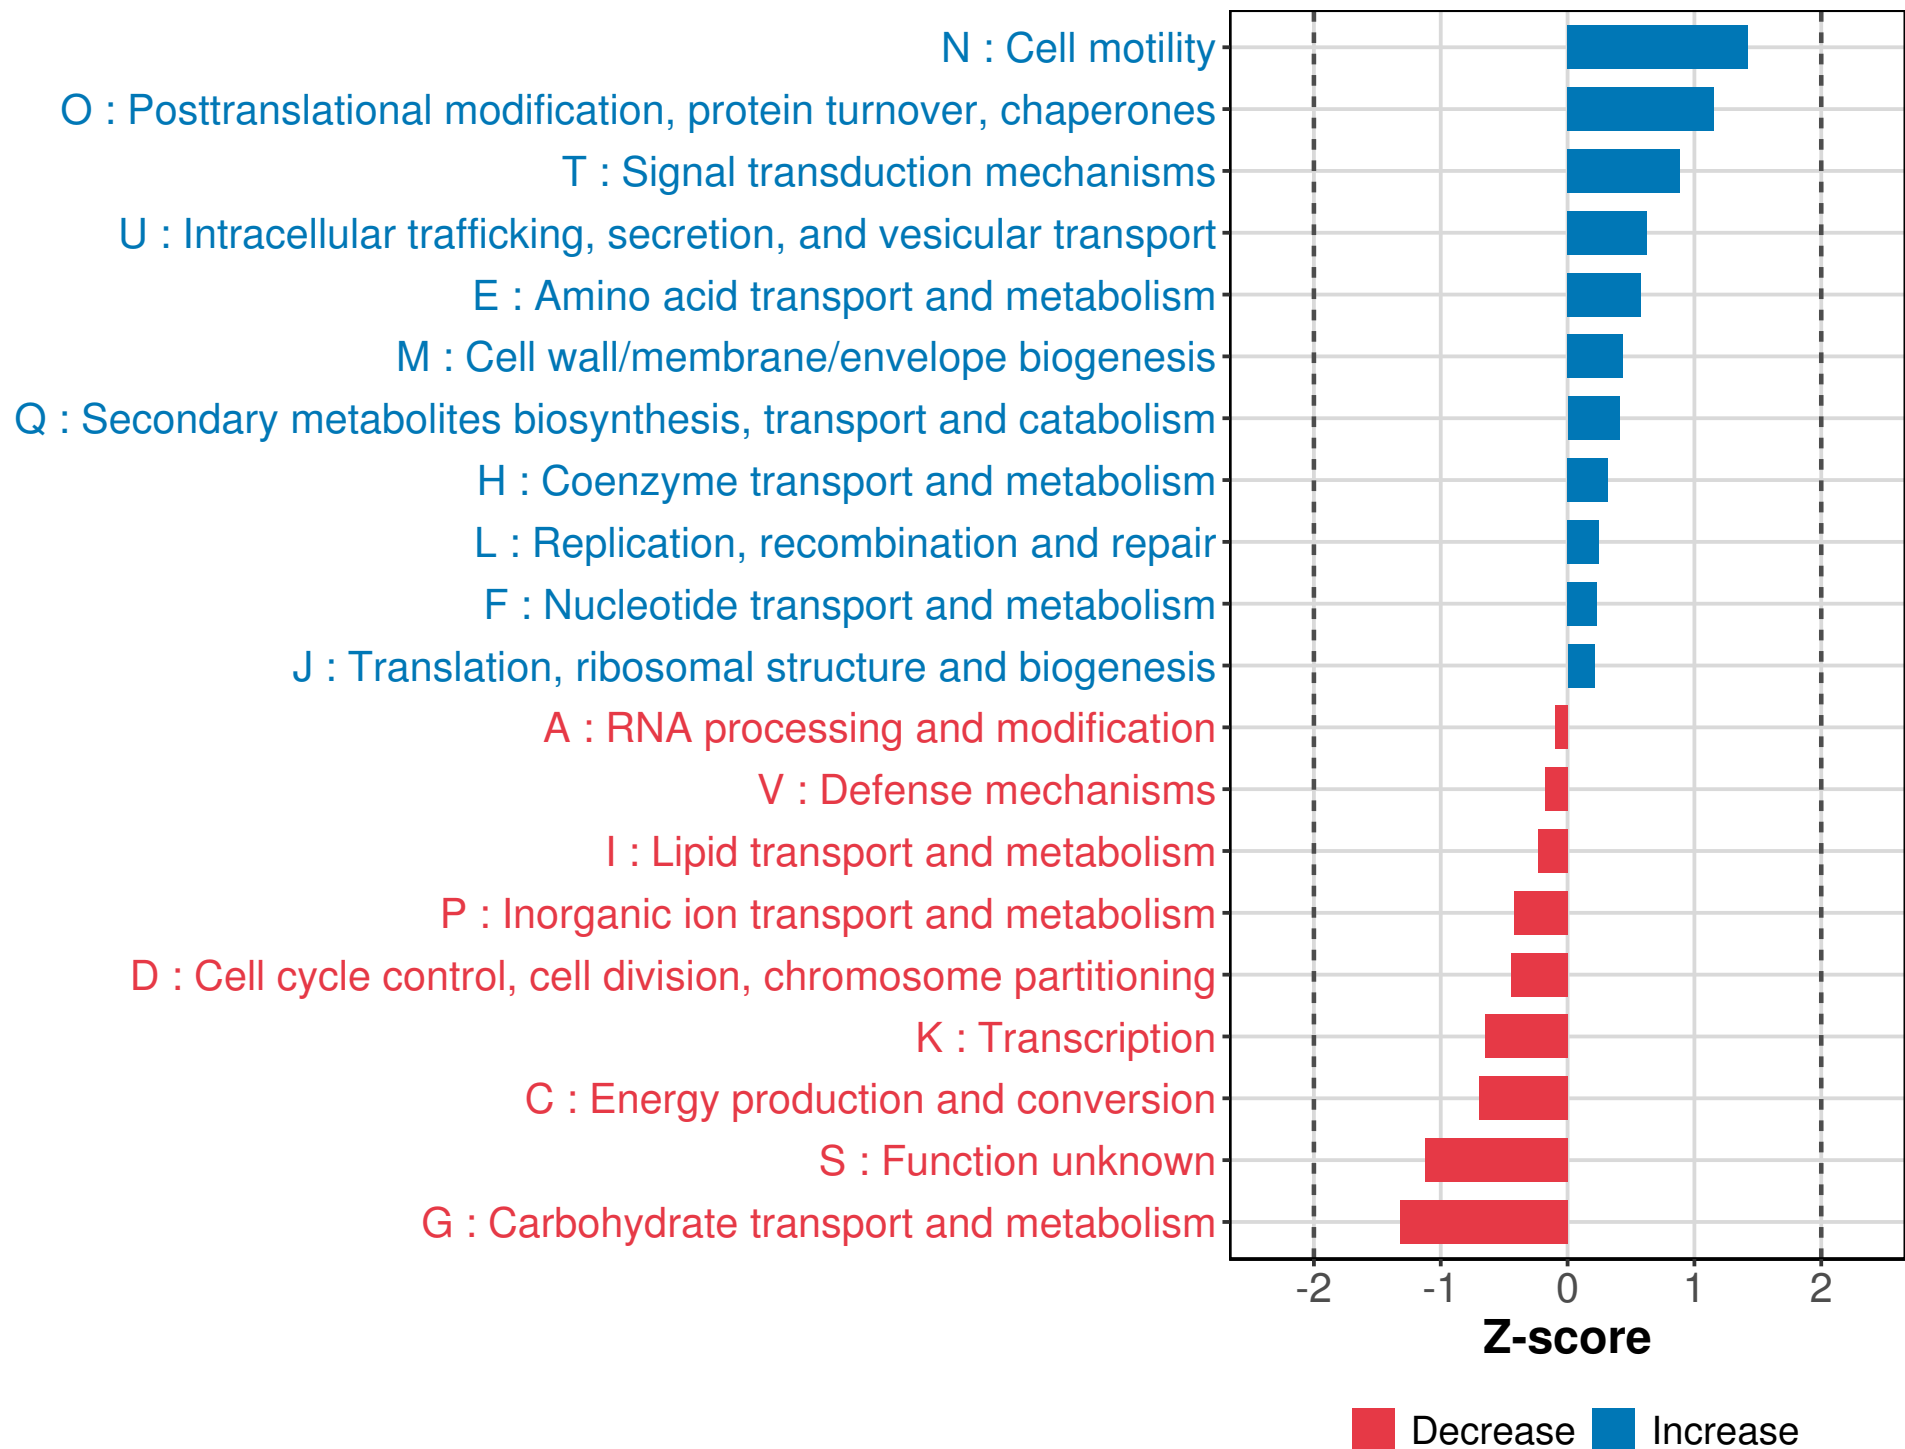 N : Cell motility
O : Posttranslational modification, protein turnover, chaperones
T : Signal transduction mechanisms
U : Intracellular trafficking, secretion, and vesicular transport
E : Amino acid transport and metabolism
M : Cell wall/membrane/envelope biogenesis
Q : Secondary metabolites biosynthesis, transport and catabolism
H : Coenzyme transport and metabolism
L : Replication, recombination and repair
F : Nucleotide transport and metabolism
J : Translation, ribosomal structure and biogenesis
A : RNA processing and modification
V : Defense mechanisms
I : Lipid transport and metabolism
P : Inorganic ion transport and metabolism
D : Cell cycle control, cell division, chromosome partitioning
K : Transcription
C : Energy production and conversion
S : Function unknown
G : Carbohydrate transport and metabolism
-2 -1 0 1 2
Z-score
Decrease Increase